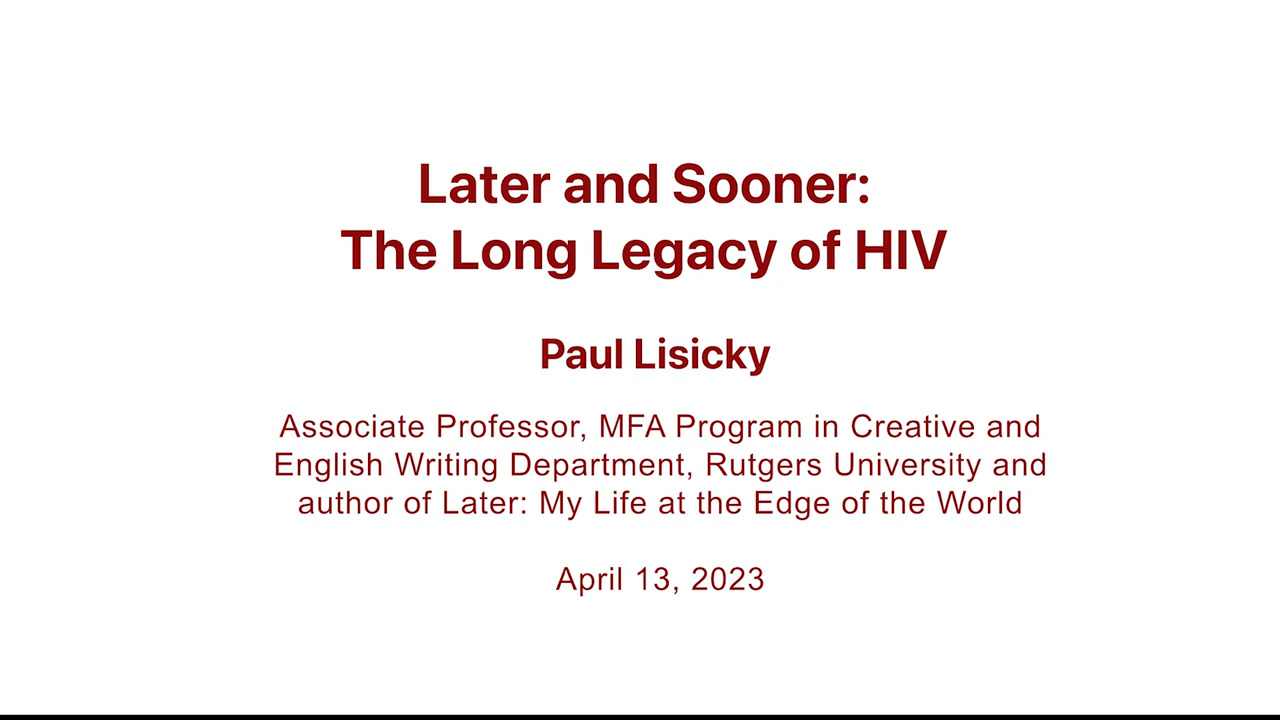 Later and Sooner:
The Long Legacy of HIV
Paul Lisicky
Associate Professor, MFA Program in Creative and
English Writing Department, Rutgers University and
author of Later: My Life at the Edge of the World
April 13, 2023